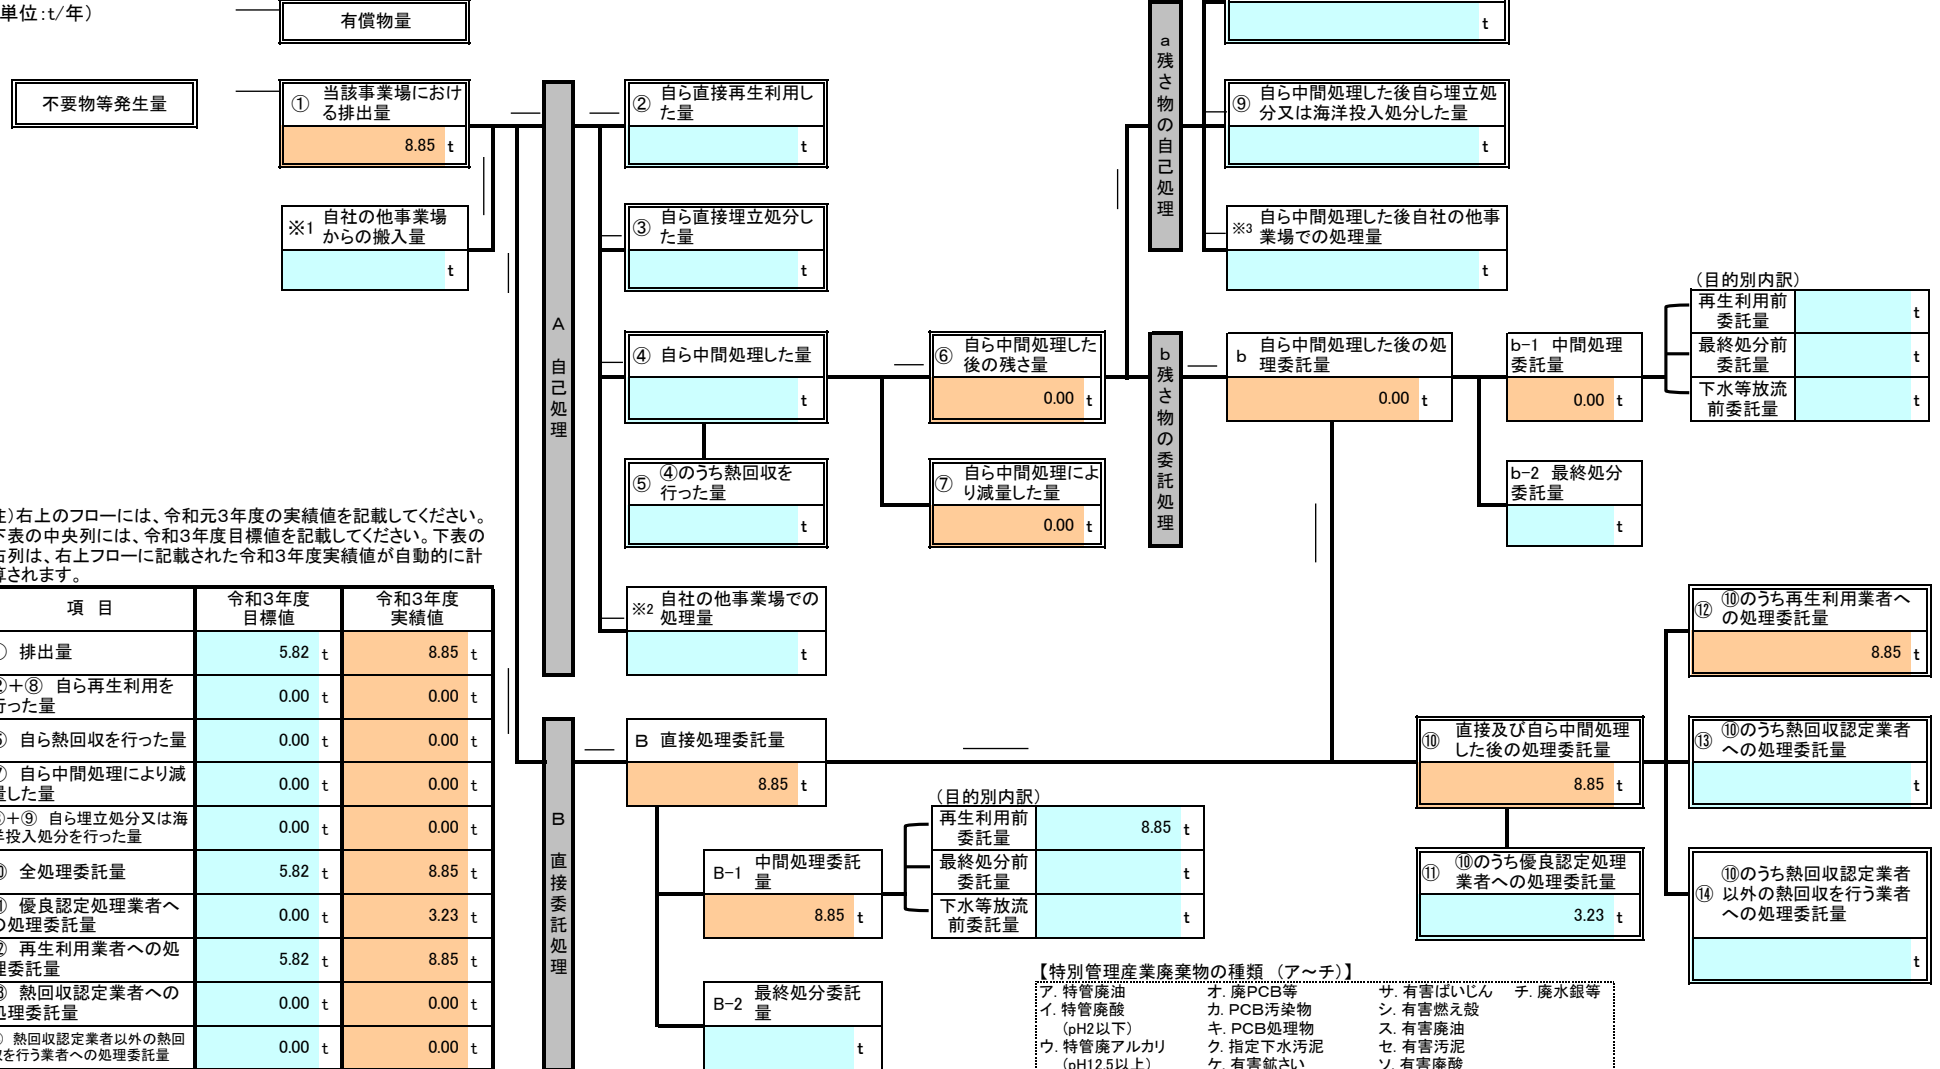 単位:t/年）
有償物量
t
不要物等発生量
① 当該事業場におけ
る排出量
8.85 t
※1 自社の他事業場
からの搬入量
t
A 自己処理
② 自ら直接再生利用し
た量
t
③ 自ら直接埋立処分し
た量
t
④ 自ら中間処理した量
t
⑤ ④のうち熱回収を
行った量
t
※2 自社の他事業場での
処理量
t
⑥ 自ら中間処理した
後の残さ量
0.00 t
⑦ 自ら中間処理によ
り減量した量
0.00 t
a残さ物の自己処理
⑨ 自ら中間処理した後自ら埋立処
分又は海洋投入処分した量
t
※3 自ら中間処理した後自社の他事
業場での処理量
t
b残さ物の委託処理
b 自ら中間処理した後の処
理委託量
0.00 t
b-1 中間処理
委託量
0.00 t
b-2 最終処分
委託量
t
（目的別内訳）
再生利用前
委託量
t
最終処分前
委託量
t
下水等放流
前委託量
t
)右上のフローには、令和元3年度の実績値を記載してください。
下表の中央列には、令和3年度目標値を記載してください。下表の
右列は、右上フローに記載された令和3年度実績値が自動的に計
算されます。
項 目 令和3年度
目標値 令和3年度
実績値
排出量 5.82 t 8.85 t
②+⑧ 自ら再生利用を
行った量 0.00 t 0.00 t
自ら熱回収を行った量 0.00 t 0.00 t
自ら中間処理により減
量した量 0.00 t 0.00 t
+⑨ 自ら埋立処分又は海
洋投入処分を行った量 0.00 t 0.00 t
全処理委託量 5.82 t 8.85 t
優良認定処理業者へ
の処理委託量 0.00 t 3.23 t
再生利用業者への処
理委託量 5.82 t 8.85 t
熱回収認定業者への
処理委託量 0.00 t 0.00 t
熱回収認定業者以外の熱回
収を行う業者への処理委託量 0.00 t 0.00 t
B 直接委託処理
B 直接処理委託量
8.85 t
B-1 中間処理委託
量
8.85 t
B-2 最終処分委託
量
t
（目的別内訳）
再生利用前
委託量
8.85 t
最終処分前
委託量
t
下水等放流
前委託量
t
⑩ 直接及び自ら中間処理
した後の処理委託量
8.85 t
⑪ ⑩のうち優良認定処理
業者への処理委託量
3.23 t
⑫ ⑩のうち再生利用業者へ
の処理委託量
8.85 t
⑬ ⑩のうち熱回収認定業者
への処理委託量
t
⑭ ⑩のうち熱回収認定業者
以外の熱回収を行う業者
への処理委託量
t
【特別管理産業廃棄物の種類 （ア～チ）】
ア. 特管廃油 オ. 廃PCB等 サ. 有害ばいじん チ. 廃水銀等
イ. 特管廃酸 カ. PCB汚染物 シ. 有害燃え殻
（pH2以下） キ. PCB処理物 ス. 有害廃油
ウ. 特管廃アルカリ ク. 指定下水汚泥 セ. 有害汚泥
（pH12.5以上） ケ. 有害鉱さい ソ. 有害廃酸